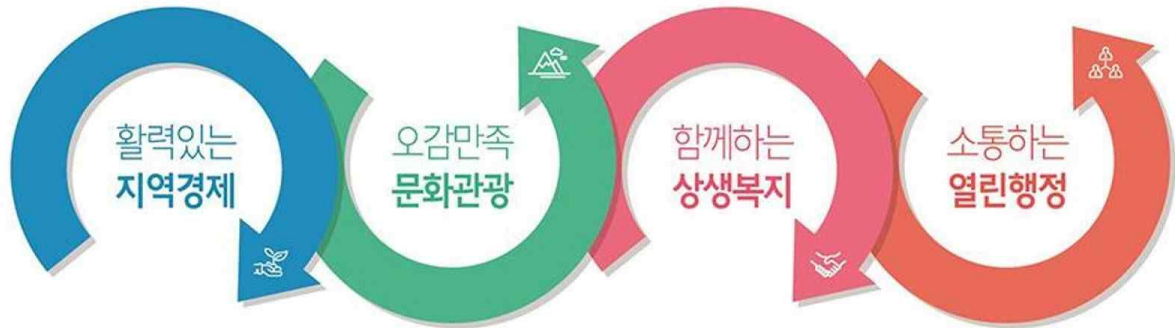 활력있는
지역경제
오감만족
문화관광
함께하는
상생복지
소통하는
열린행정